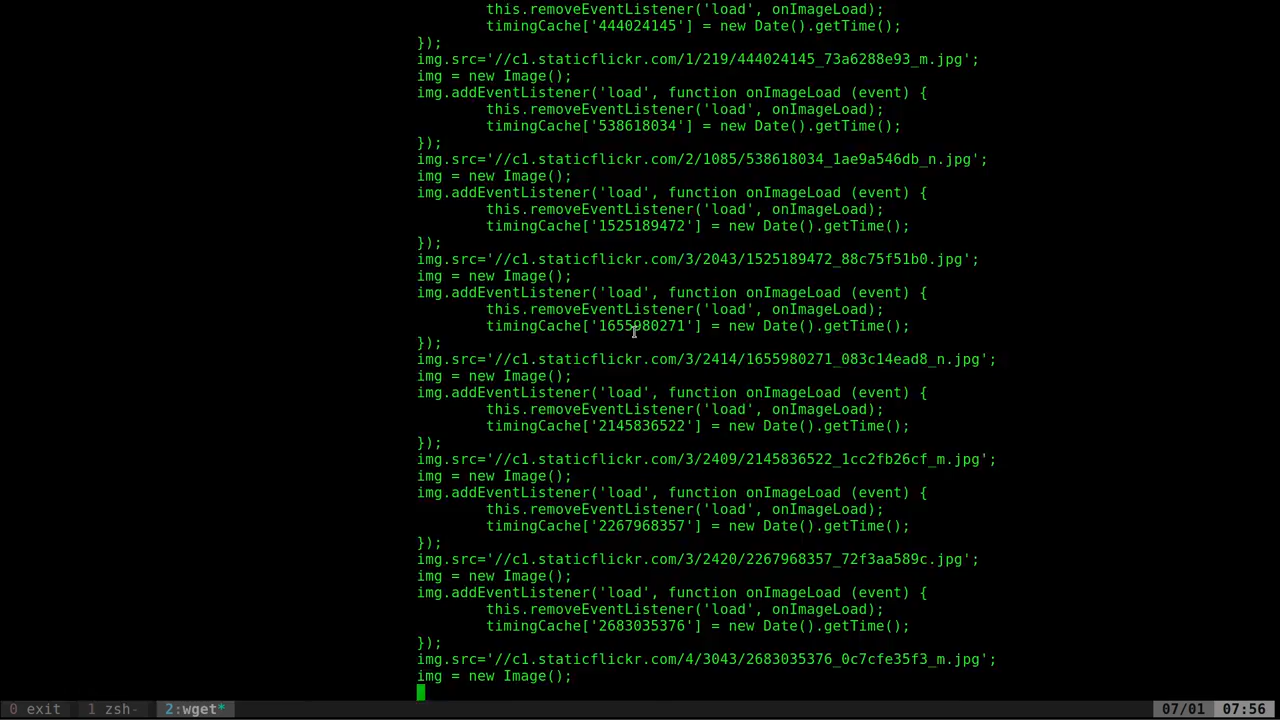 this.removeEventListener('load', onImageLoad);
        timingCache['444024145'] = new Date().getTime();
});
img.src='//c1.staticflickr.com/1/219/444024145_73a6288e93_m.jpg';
img = new Image();
img.addEventListener('load', function onImageLoad (event) {
        this.removeEventListener('load', onImageLoad);
        timingCache['538618034'] = new Date().getTime();
});
img.src='//c1.staticflickr.com/2/1085/538618034_1ae9a546db_n.jpg';
img = new Image();
img.addEventListener('load', function onImageLoad (event) {
        this.removeEventListener('load', onImageLoad);
        timingCache['1525189472'] = new Date().getTime();
});
img.src='//c1.staticflickr.com/3/2043/1525189472_88c75f51b0.jpg';
img = new Image();
img.addEventListener('load', function onImageLoad (event) {
        this.removeEventListener('load', onImageLoad);
        timingCache['1655980271'] = new Date().getTime();
});
img.src='//c1.staticflickr.com/3/2414/1655980271_083c14ead8_n.jpg';
img = new Image();
img.addEventListener('load', function onImageLoad (event) {
        this.removeEventListener('load', onImageLoad);
        timingCache['2145836522'] = new Date().getTime();
});
img.src='//c1.staticflickr.com/3/2409/2145836522_1cc2fb26cf_m.jpg';
img = new Image();
img.addEventListener('load', function onImageLoad (event) {
        this.removeEventListener('load', onImageLoad);
        timingCache['2267968357'] = new Date().getTime();
});
img.src='//c1.staticflickr.com/3/2420/2267968357_72f3aa589c.jpg';
img = new Image();
img.addEventListener('load', function onImageLoad (event) {
        this.removeEventListener('load', onImageLoad);
        timingCache['2683035376'] = new Date().getTime();
});
img.src='//c1.staticflickr.com/4/3043/2683035376_0c7cfe35f3_m.jpg';
img = new Image();
0 exit  1 zsh-  2:wget*  07/01  07:56